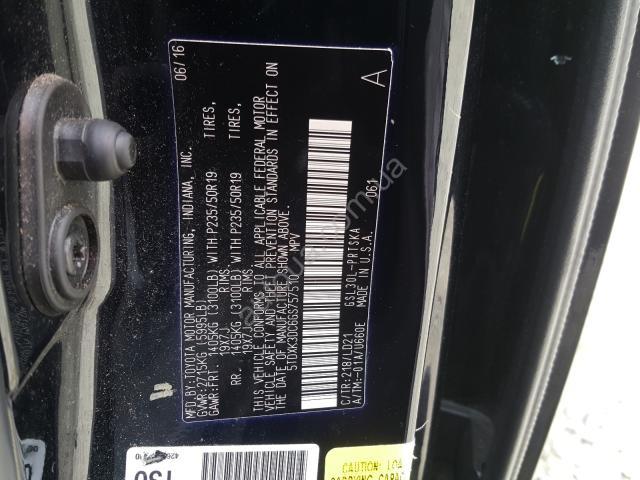 MFD. BY: TOYOTA MOTOR MANUFACTURING, INDIANA, INC. 06/16
GVWR: 2715KG (5995LB)
GAWR: FRT. 1405KG (3100LB) WITH P235/50R19 TIRES,
19X7.5J RIMS,
RR. 1405KG (3100LB) WITH P235/50R19 TIRES,
19X7.5J RIMS,
THIS VEHICLE CONFORMS TO ALL APPLICABLE FEDERAL MOTOR
VEHICLE SAFETY AND THEFT PREVENTION STANDARDS IN EFFECT ON
THE DATE OF MANUFACTURE SHOWN ABOVE.
MPV
A
061
C/TR: 218/LD21 GSL30L-PRTSKA
A/TM: -01A/U660E MADE IN U.S.A.
130
CAUTION: LOA